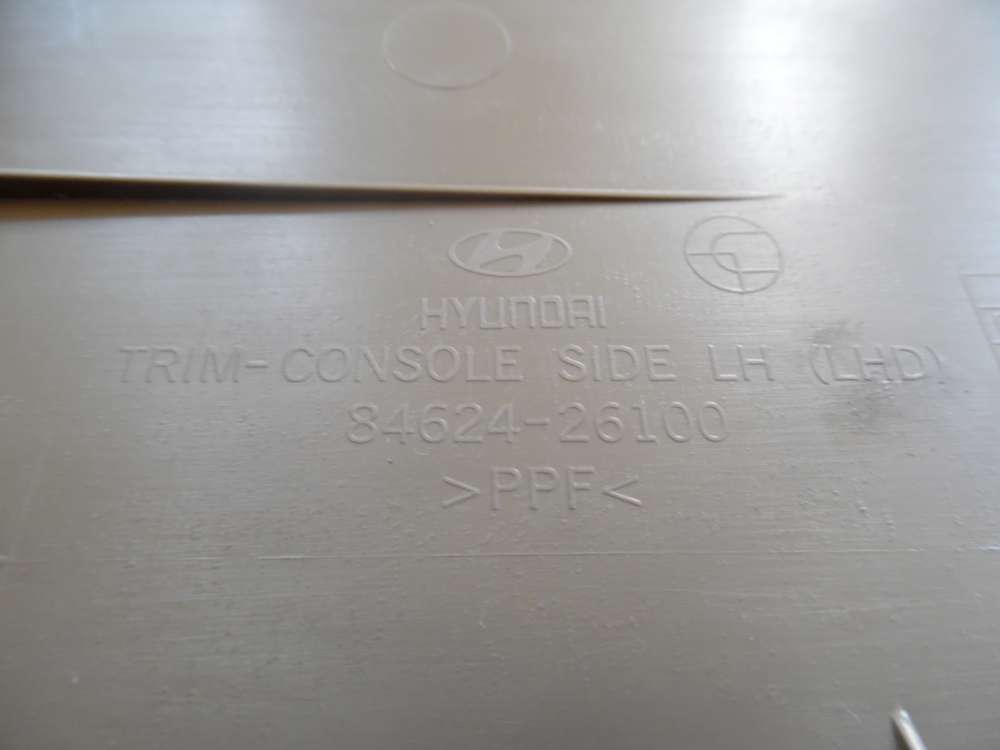 HYUNDAI
TRIM-CONSOLE SIDE LH (LHD)
84624-26100
>PPF<